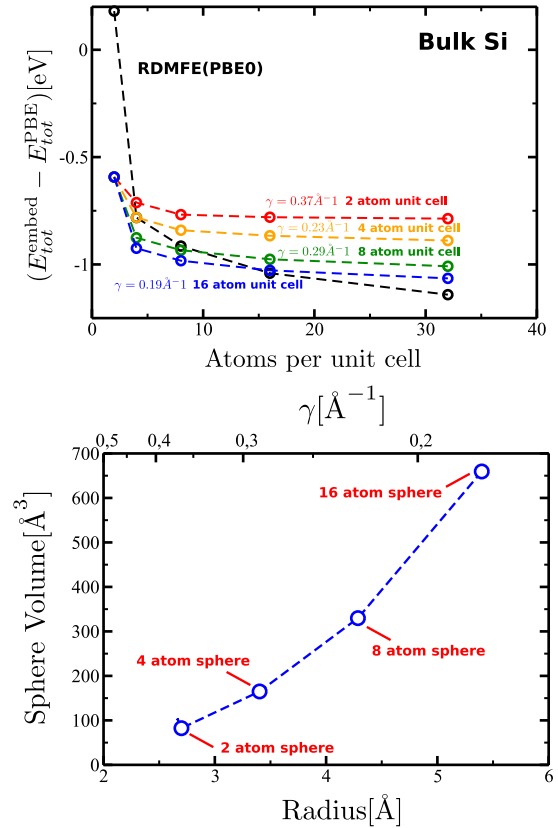 Bulk Si
RDMFE(PBE0)
(E_tot^embed − E_tot^PBE)[eV]
0
-0.5
-1
γ = 0.37Å^−1 2 atom unit cell
γ = 0.23Å^−1 4 atom unit cell
γ = 0.29Å^−1 8 atom unit cell
γ = 0.19Å^−1 16 atom unit cell
0 10 20 30 40
Atoms per unit cell
γ[Å^−1]
0,5 0,4 0,3 0,2
Sphere Volume[Å^3]
700
600
500
400
300
200
100
0
16 atom sphere
8 atom sphere
4 atom sphere
2 atom sphere
2 3 4 5 6
Radius[Å]